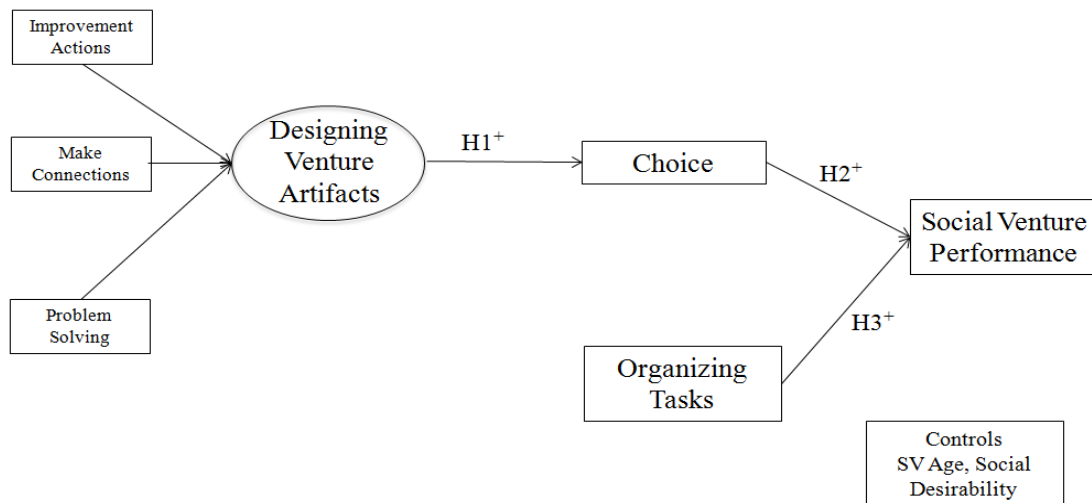 Improvement
Actions
Make
Connections
Problem
Solving
Designing
Venture
Artifacts
H1+
Choice
H2+
Social Venture
Performance
H3+
Organizing
Tasks
Controls
SV Age, Social
Desirability